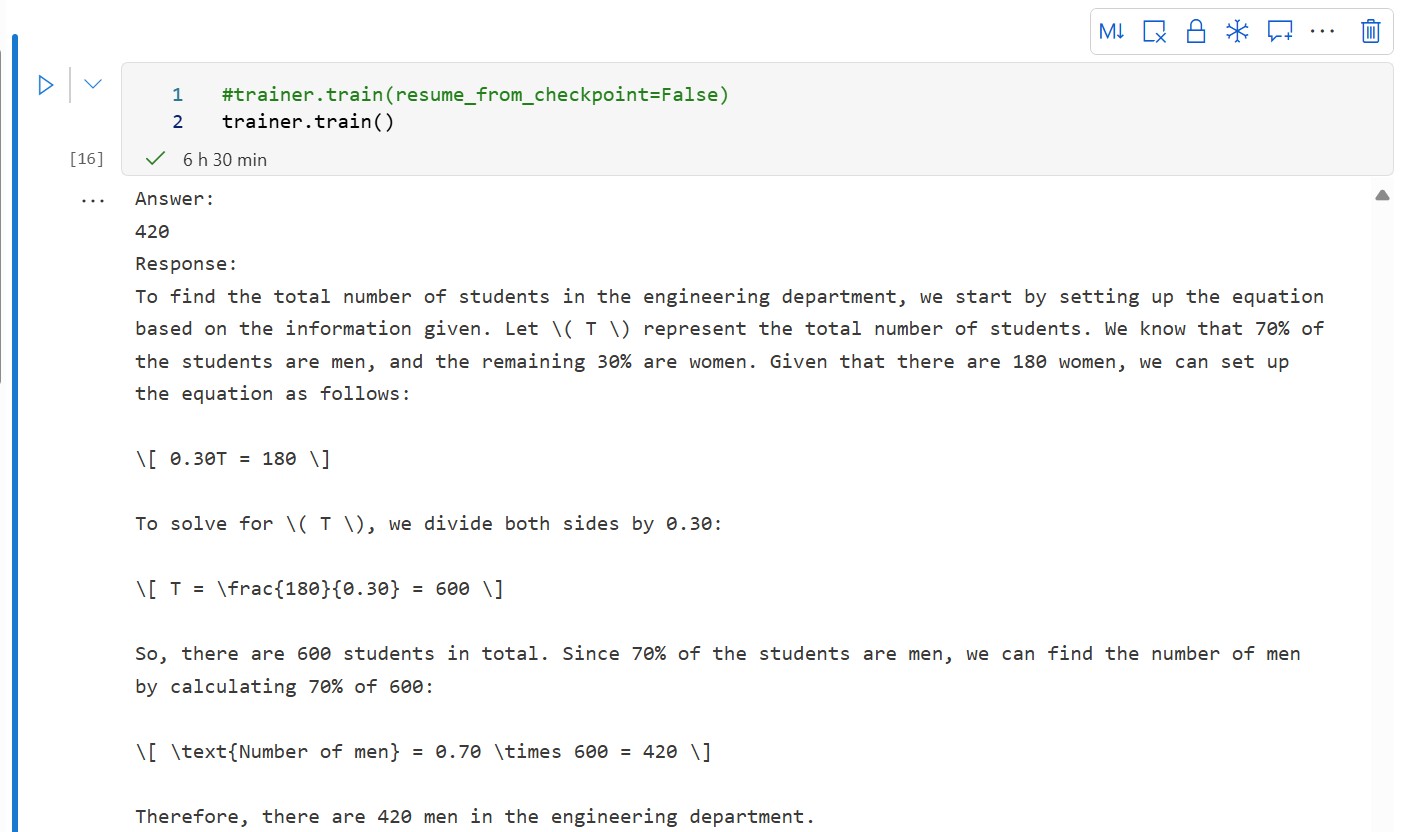 M↓
1 #trainer.train(resume_from_checkpoint=False)
2 trainer.train()
[16] 6 h 30 min
... Answer:
420
Response:
To find the total number of students in the engineering department, we start by setting up the equation
based on the information given. Let \( T \) represent the total number of students. We know that 70% of
the students are men, and the remaining 30% are women. Given that there are 180 women, we can set up
the equation as follows:
\[ 0.30T = 180 \]
To solve for \( T \), we divide both sides by 0.30:
\[ T = \frac{180}{0.30} = 600 \]
So, there are 600 students in total. Since 70% of the students are men, we can find the number of men
by calculating 70% of 600:
\[ \text{Number of men} = 0.70 \times 600 = 420 \]
Therefore, there are 420 men in the engineering department.